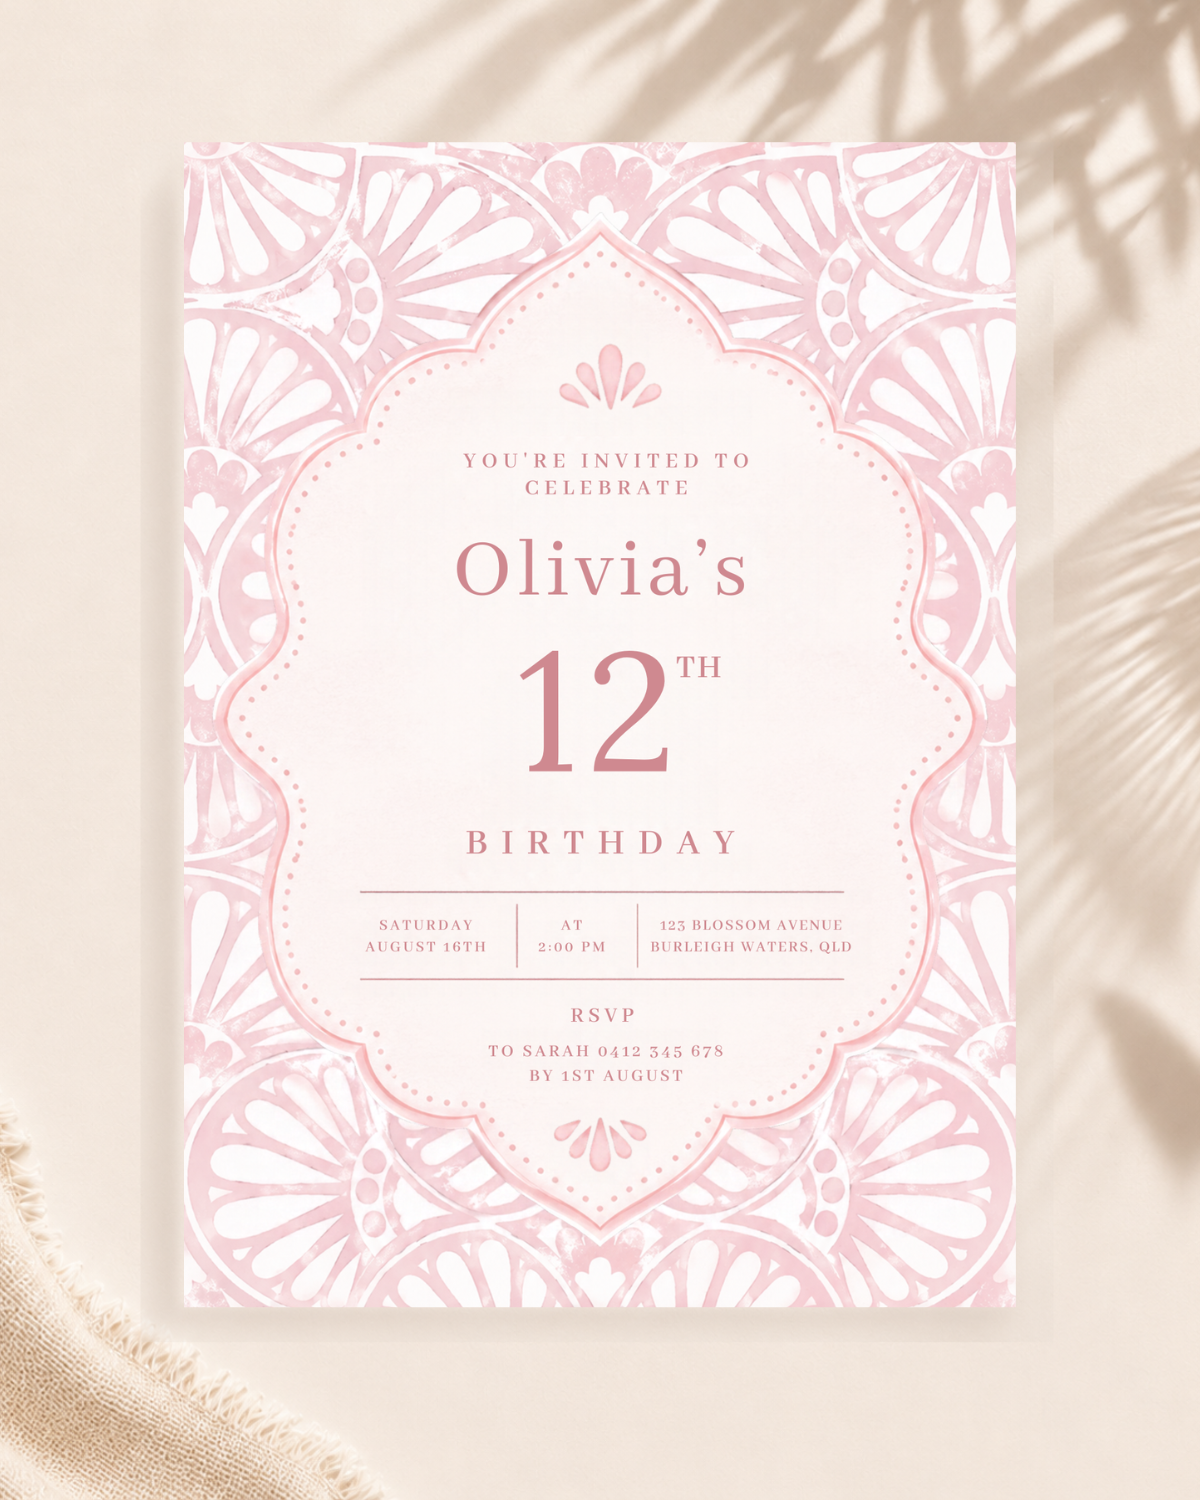 YOU'RE INVITED TO
CELEBRATE
Olivia's
12TH
BIRTHDAY
SATURDAY
AUGUST 16TH
AT
2:00 PM
123 BLOSSOM AVENUE
BURLEIGH WATERS, QLD
RSVP
TO SARAH 0412 345 678
BY 1ST AUGUST